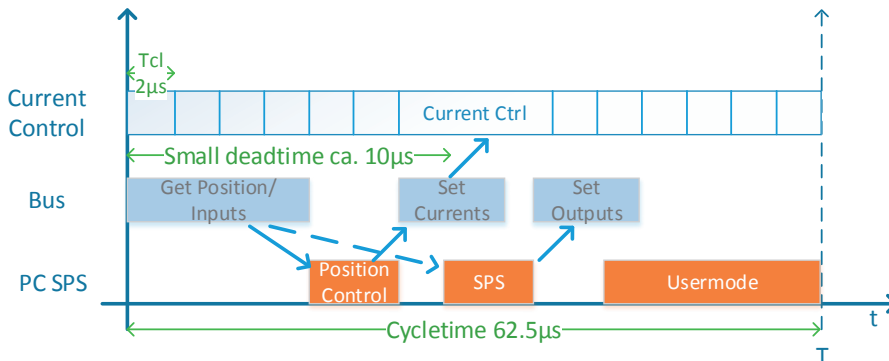 Tcl
2µs
Current
Control
Current Ctrl
Small deadtime ca. 10µs
Bus
Get Position/
Inputs
Set
Currents
Set
Outputs
PC SPS
Position
Control
SPS
Usermode
t
Cycletime 62.5µs
T